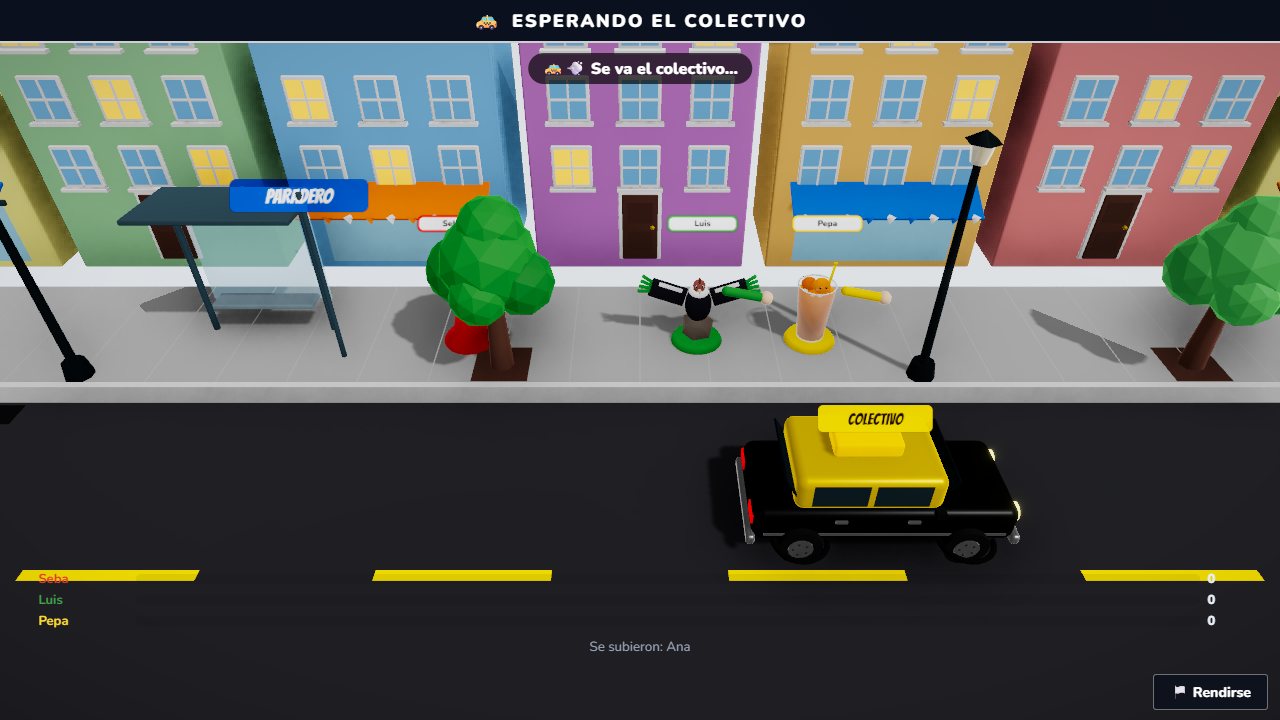 ESPERANDO EL COLECTIVO
Se va el colectivo...
PARADERO
Luis
Pepa
COLECTIVO
Seba 0
Luis 0
Pepa 0
Se subieron: Ana
Rendirse